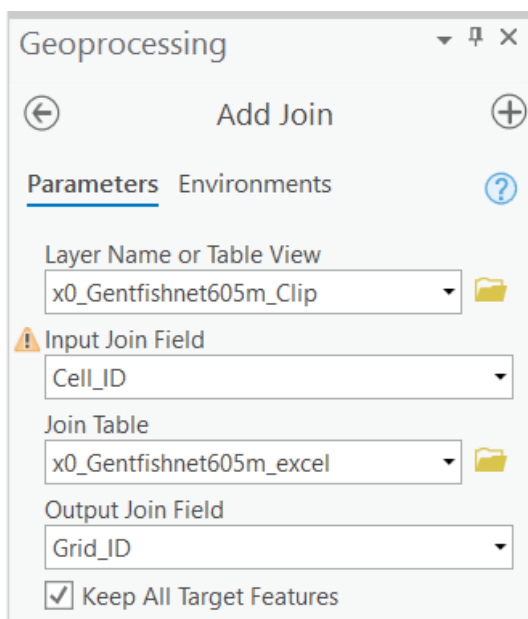 Geoprocessing
Add Join
Parameters Environments
Layer Name or Table View
x0_Gentfishnet605m_Clip
Input Join Field
Cell_ID
Join Table
x0_Gentfishnet605m_excel
Output Join Field
Grid_ID
Keep All Target Features